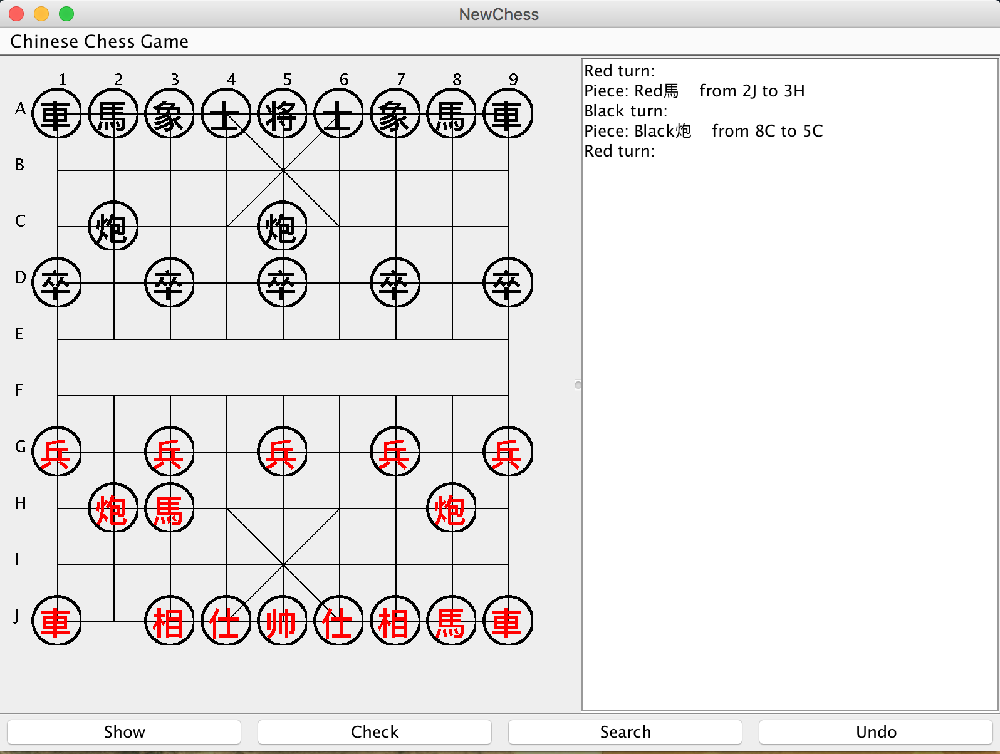 NewChess
Chinese Chess Game
1 2 3 4 5 6 7 8 9
A 車 馬 象 士 将 士 象 馬 車
B
C 炮 炮
D 卒 卒 卒 卒 卒
E
F
G 兵 兵 兵 兵 兵
H 炮 馬 炮
I
J 車 相 仕 帅 仕 相 馬 車
Red turn:
Piece: Red馬 from 2J to 3H
Black turn:
Piece: Black炮 from 8C to 5C
Red turn:
Show Check Search Undo